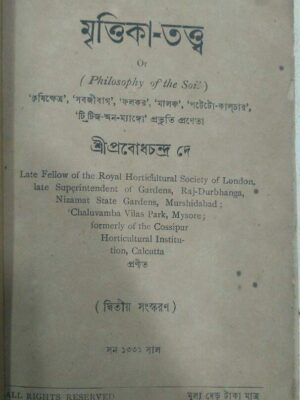 মৃত্তিকা-তত্ত্ব
Or
( Philosophy of the Soil )
'কৃষিক্ষেত্র', 'সবজীবাগ', 'ফলকর', 'মালঞ্চ', 'পটেটো-কাল্চার',
'ট্রিটিজ-অন-ম্যাঙ্গো' প্রভৃতি প্রণেতা
শ্রীপ্রবোধচন্দ্র দে
Late Fellow of the Royal Horticultural Society of London,
late Supprintendent of Gardens, Raj-Durbhanga,
Nizamat State Gardens, Murshidabad;
Chaluvamba Vilas Park, Mysore;
formerly of the Cossipur
Horticultural Institu-
tion, Calcatta
প্রণীত
( দ্বিতীয় সংস্করণ )
সন ১৩৩১ সাল
ALL RIGHTS RESERVED
মূল্য দেড় টাকা মাত্র